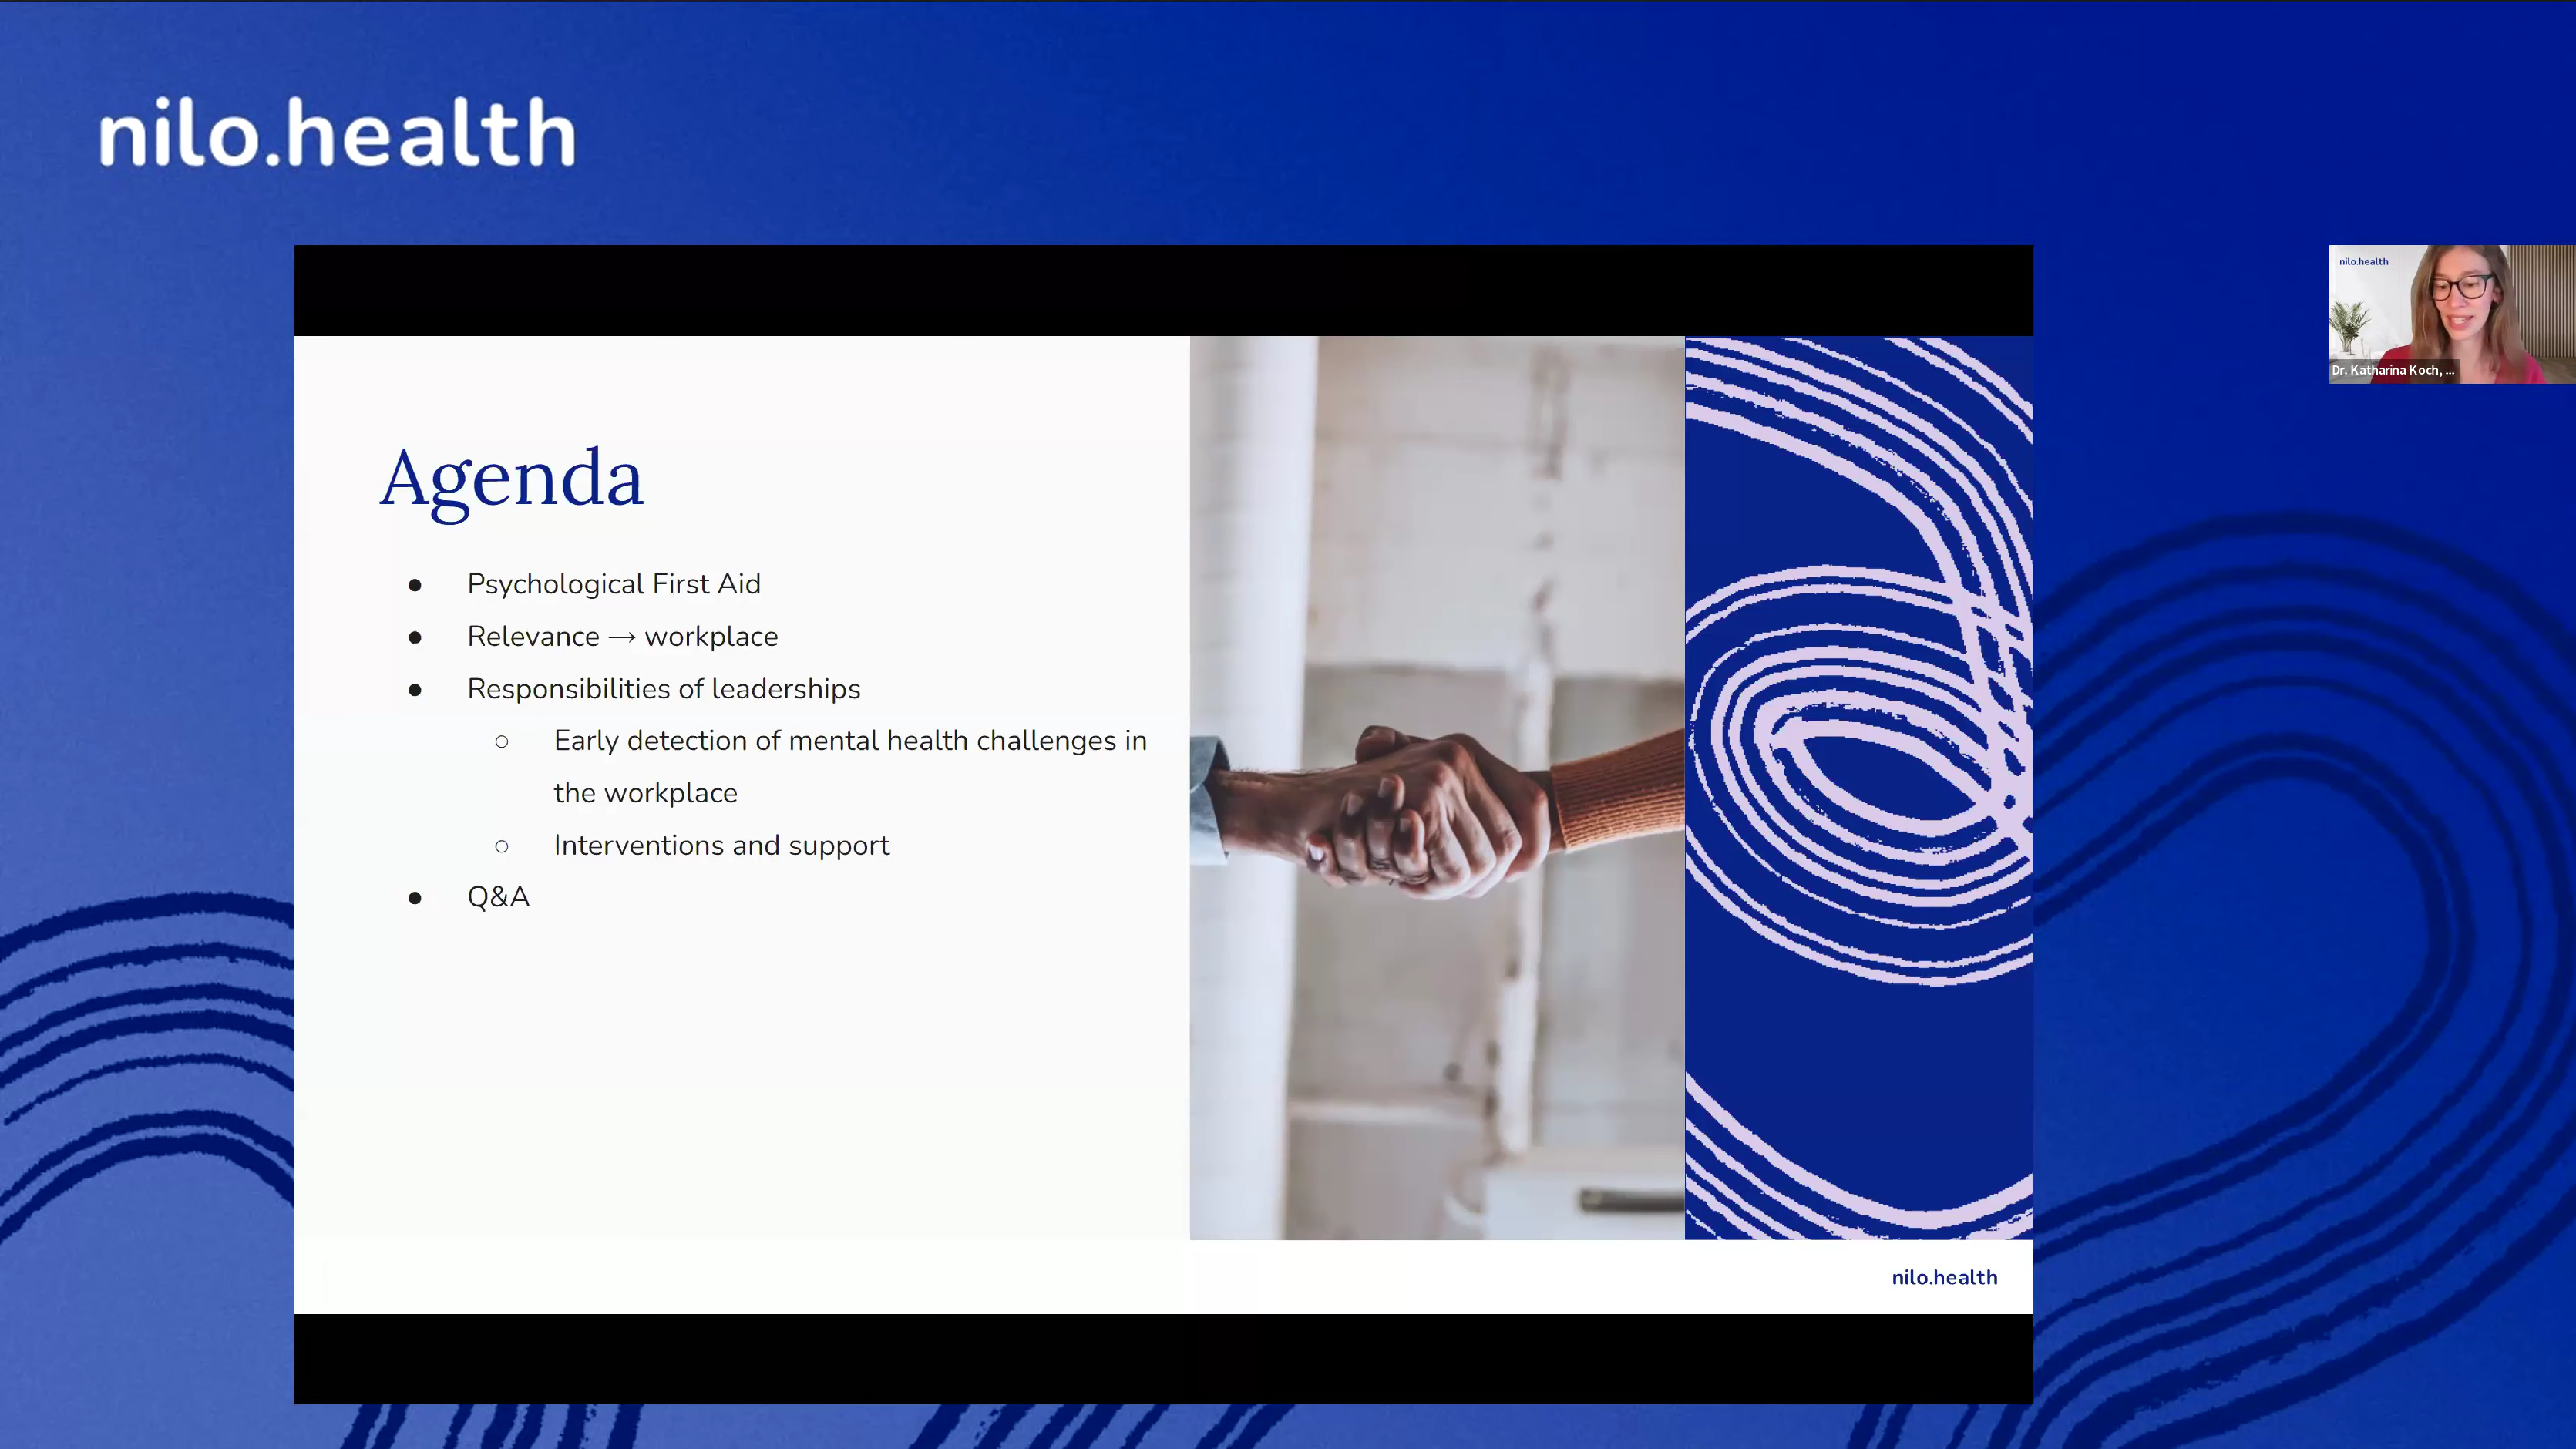 nilo.health
nilo.health
Dr. Katharina Koch, ...
Agenda
● Psychological First Aid
● Relevance → workplace
● Responsibilities of leaderships
○ Early detection of mental health challenges in
the workplace
○ Interventions and support
● Q&A
nilo.health